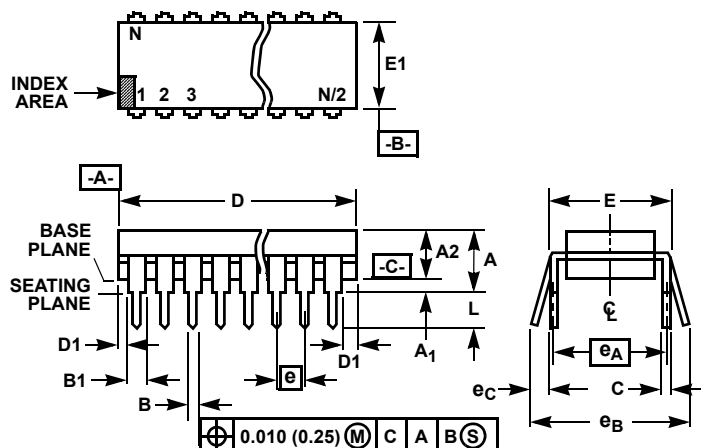 N
E1
INDEX
AREA
1 2 3 N/2
-B-
-A-
D
E
BASE
PLANE
A2
A
-C-
SEATING
PLANE
L
C
L
D1
A1
D1
eA
B1
e
eC
C
B
eB
0.010 (0.25) M C A B S